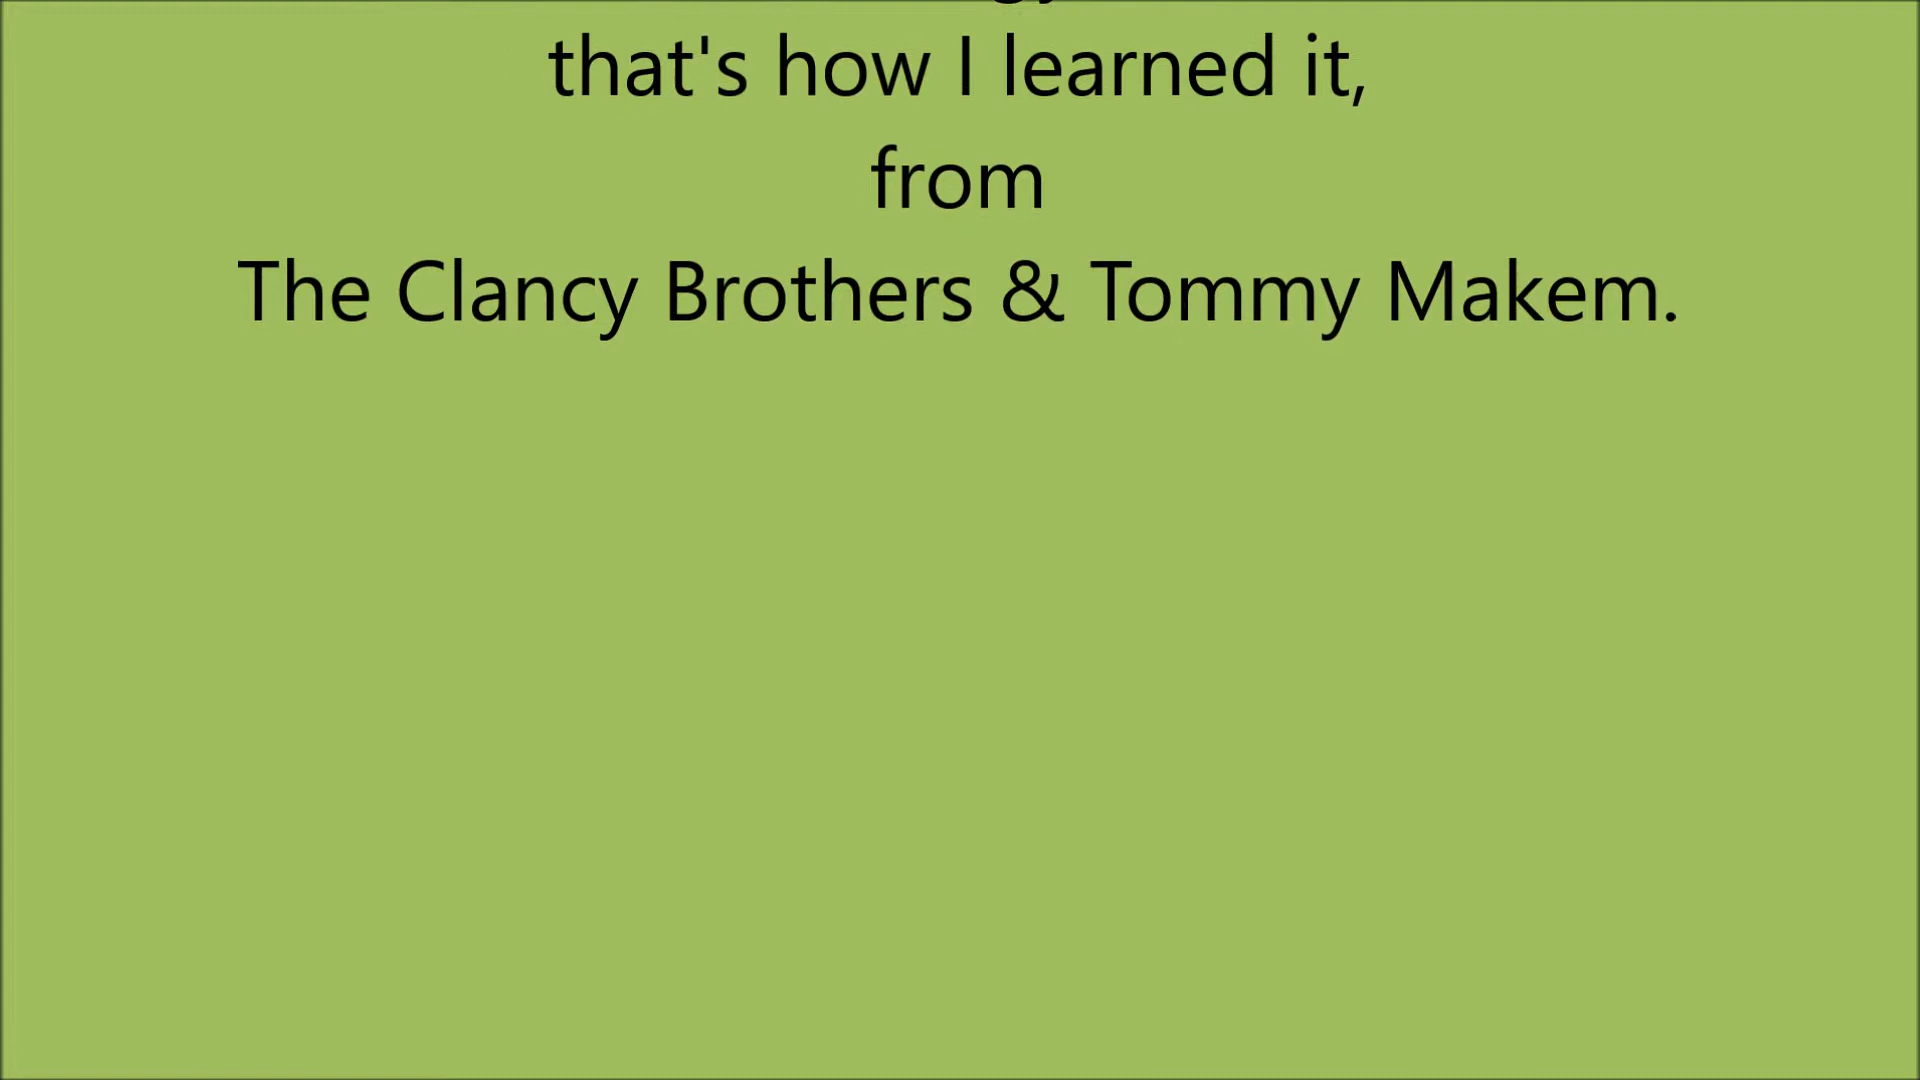 that's how I learned it,
from
The Clancy Brothers & Tommy Makem.